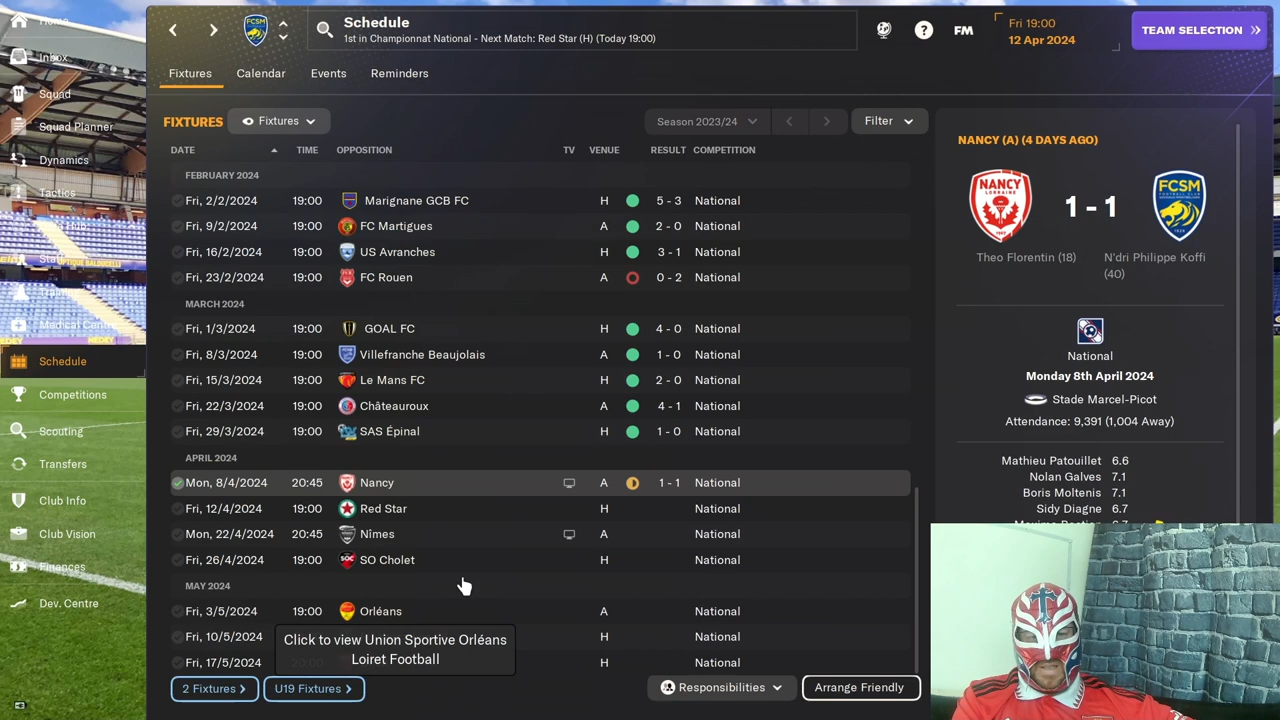 Home
Inbox
Squad
Squad Planner
Dynamics
Tactics
Medical Centre
Schedule
Competitions
Scouting
Transfers
Club Info
Club Vision
Finances
Dev. Centre
FCSM
Schedule
1st in Championnat National - Next Match: Red Star (H) (Today 19:00)
?
FM
Fri 19:00
12 Apr 2024
TEAM SELECTION
Fixtures
Calendar
Events
Reminders
FIXTURES
Fixtures
Season 2023/24
Filter
DATE TIME OPPOSITION TV VENUE RESULT COMPETITION
FEBRUARY 2024
Fri, 2/2/2024 19:00 Marignane GCB FC H 5 - 3 National
Fri, 9/2/2024 19:00 FC Martigues A 2 - 0 National
Fri, 16/2/2024 19:00 US Avranches H 3 - 1 National
Fri, 23/2/2024 19:00 FC Rouen A 0 - 2 National
MARCH 2024
Fri, 1/3/2024 19:00 GOAL FC H 4 - 0 National
Fri, 8/3/2024 19:00 Villefranche Beaujolais A 1 - 0 National
Fri, 15/3/2024 19:00 Le Mans FC H 2 - 0 National
Fri, 22/3/2024 19:00 Châteauroux A 4 - 1 National
Fri, 29/3/2024 19:00 SAS Épinal H 1 - 0 National
APRIL 2024
Mon, 8/4/2024 20:45 Nancy A 1 - 1 National
Fri, 12/4/2024 19:00 Red Star H National
Mon, 22/4/2024 20:45 Nîmes A National
Fri, 26/4/2024 19:00 SO Cholet H National
MAY 2024
Fri, 3/5/2024 19:00 Orléans A National
Fri, 10/5/2024 H National
Fri, 17/5/2024 H National
Click to view Union Sportive Orléans
Loiret Football
2 Fixtures
U19 Fixtures
Responsibilities
Arrange Friendly
NANCY (A) (4 DAYS AGO)
NANCY
LORRAINE
1 - 1
FCSM
Theo Florentin (18)
N'dri Philippe Koffi
(40)
National
Monday 8th April 2024
Stade Marcel-Picot
Attendance: 9,391 (1,004 Away)
Mathieu Patouillet 6.6
Nolan Galves 7.1
Boris Moltenis 7.1
Sidy Diagne 6.7